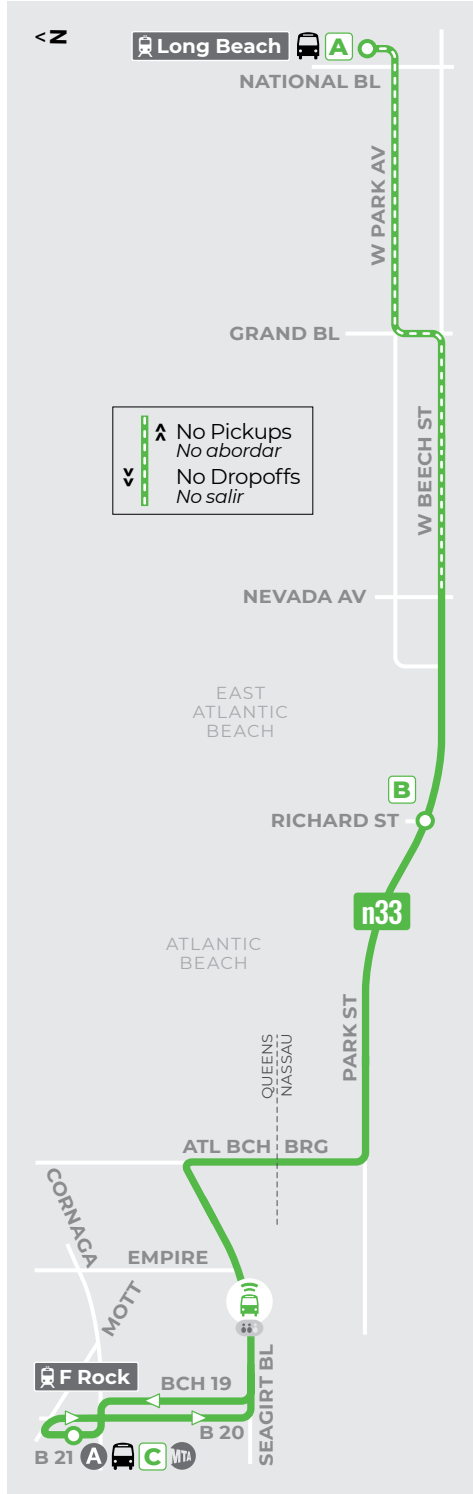 < Z
Long Beach A
NATIONAL BL
W PARK AV
GRAND BL
No Pickups
No abordar
No Dropoffs
No salir
W BEECH ST
NEVADA AV
EAST
ATLANTIC
BEACH
B
RICHARD ST
n33
ATLANTIC
BEACH
PARK ST
QUEENS
NASSAU
ATL BCH BRG
CORNAGA
EMPIRE
MOTT
F Rock
BCH 19
SEAGIRT BL
B 20
B 21 A C MTA